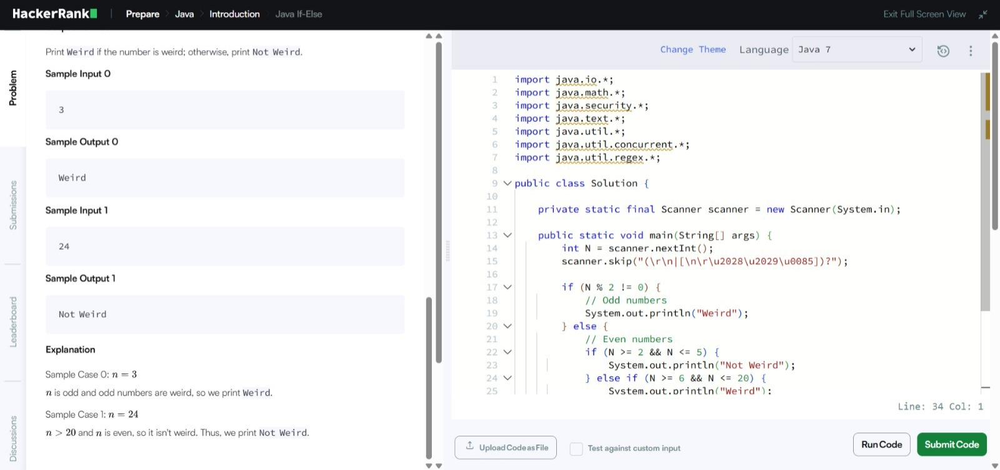 HackerRank
Prepare
Java
Introduction
Java If-Else
Exit Full Screen View
Problem
Submissions
Leaderboard
Discussions
Print Weird if the number is weird; otherwise, print Not Weird.
Sample Input 0
3
Sample Output 0
Weird
Sample Input 1
24
Sample Output 1
Not Weird
Explanation
Sample Case 0: n = 3
n is odd and odd numbers are weird, so we print Weird.
Sample Case 1: n = 24
n > 20 and n is even, so it isn't weird. Thus, we print Not Weird.
Change Theme
Language
Java 7
1 import java.io.*;
2 import java.math.*;
3 import java.security.*;
4 import java.text.*;
5 import java.util.*;
6 import java.util.concurrent.*;
7 import java.util.regex.*;
8
9 public class Solution {
10
11     private static final Scanner scanner = new Scanner(System.in);
12
13     public static void main(String[] args) {
14         int N = scanner.nextInt();
15         scanner.skip("(\r\n|[\n\r\u2028\u2029\u0085])?");
16
17         if (N % 2 != 0) {
18             // Odd numbers
19             System.out.println("Weird");
20         } else {
21             // Even numbers
22             if (N >= 2 && N <= 5) {
23                 System.out.println("Not Weird");
24             } else if (N >= 6 && N <= 20) {
25                 System.out.println("Weird");
Line: 34 Col: 1
Upload Code as File
Test against custom input
Run Code
Submit Code